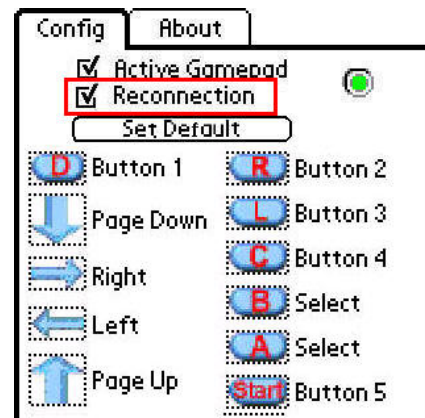 Config About
Active Gamepad
Reconnection
Set Default
D Button 1
R Button 2
Page Down
L Button 3
Right
C Button 4
Left
B Select
Page Up
A Select
Start Button 5